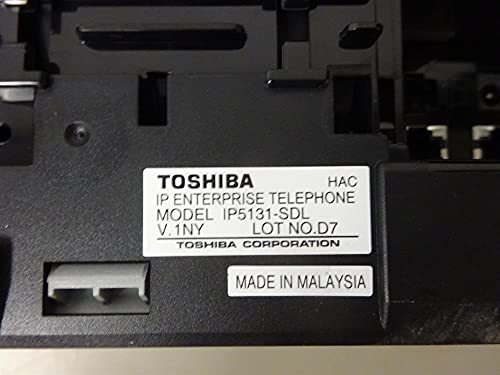 TOSHIBA HAC
IP ENTERPRISE TELEPHONE
MODEL IP5131-SDL
V.1NY LOT NO.D7
TOSHIBA CORPORATION
MADE IN MALAYSIA